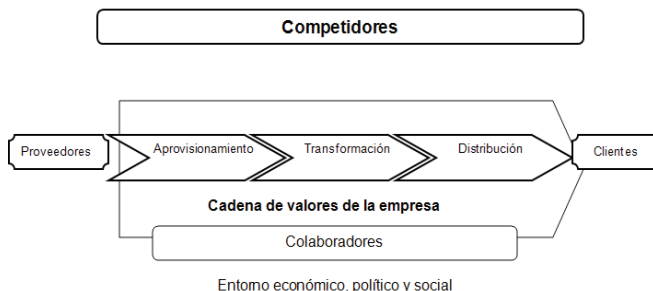 Competidores
Proveedores
Aprovisionamiento
Transformación
Distribución
Clientes
Cadena de valores de la empresa
Colaboradores
Entorno económico, político y social